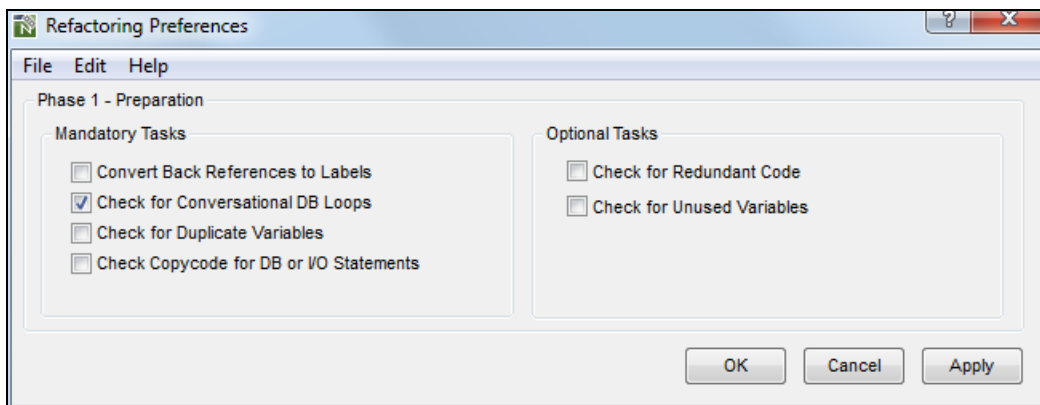 Refactoring Preferences
File Edit Help
Phase 1 - Preparation
Mandatory Tasks
Convert Back References to Labels
Check for Conversational DB Loops
Check for Duplicate Variables
Check Copycode for DB or I/O Statements
Optional Tasks
Check for Redundant Code
Check for Unused Variables
OK Cancel Apply